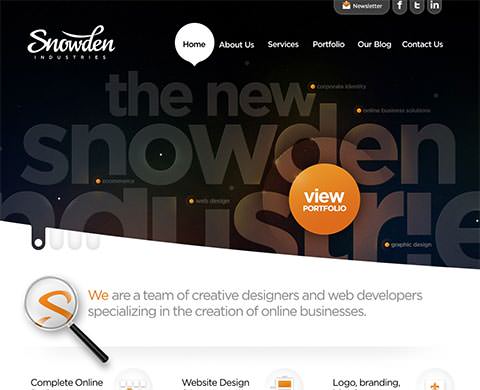 Newsletter
f t in
Snowden
INDUSTRIES
Home About Us Services Portfolio Our Blog Contact Us
corporate identity
the new
online business solutions
snowden
ecommerce
web design
view
PORTFOLIO
industrie
graphic design
We are a team of creative designers and web developers
specializing in the creation of online businesses.
Complete Online Website Design Logo, branding,